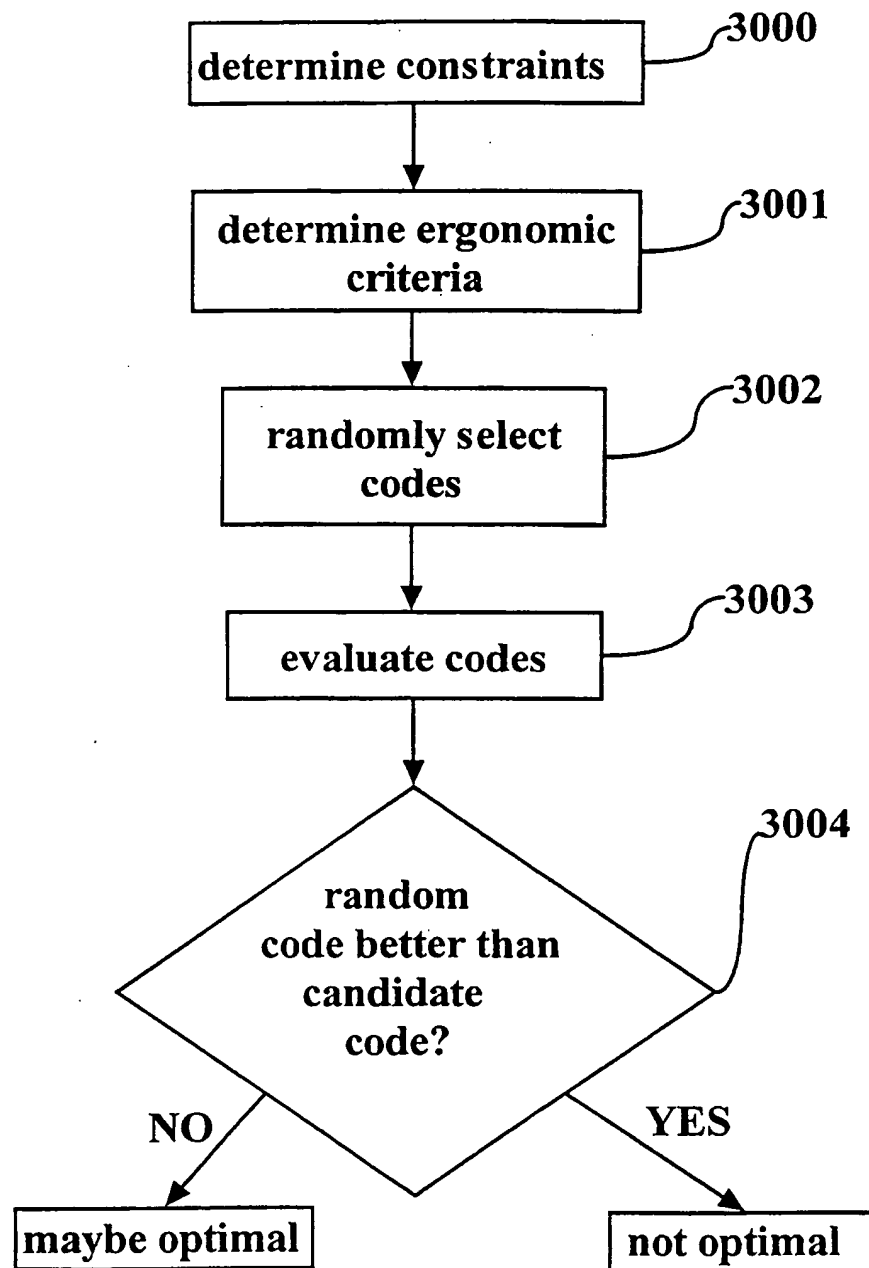 3000
determine constraints
3001
determine ergonomic
criteria
3002
randomly select
codes
3003
evaluate codes
3004
random
code better than
candidate
code?
NO
YES
maybe optimal
not optimal